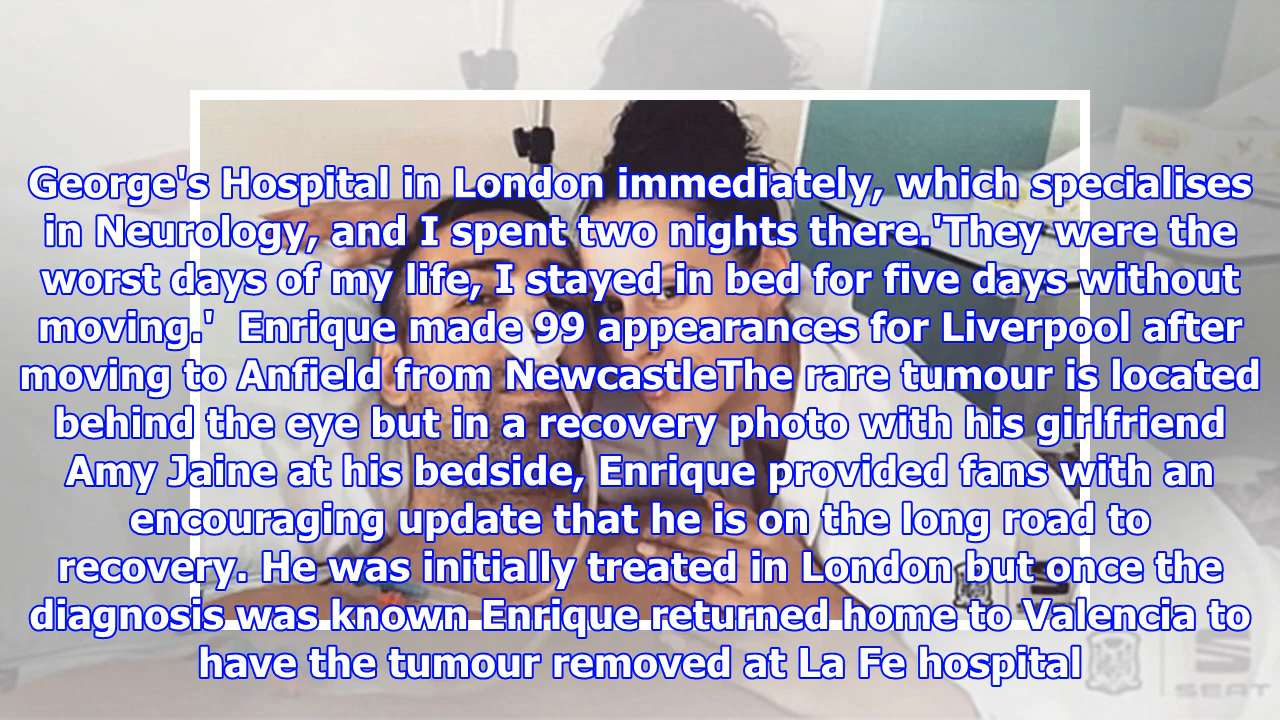 George's Hospital in London immediately, which specialises
in Neurology, and I spent two nights there.'They were the
worst days of my life, I stayed in bed for five days without
moving.'  Enrique made 99 appearances for Liverpool after
moving to Anfield from NewcastleThe rare tumour is located
behind the eye but in a recovery photo with his girlfriend
Amy Jaine at his bedside, Enrique provided fans with an
encouraging update that he is on the long road to
recovery. He was initially treated in London but once the
diagnosis was known Enrique returned home to Valencia to
have the tumour removed at La Fe hospital
SEAT